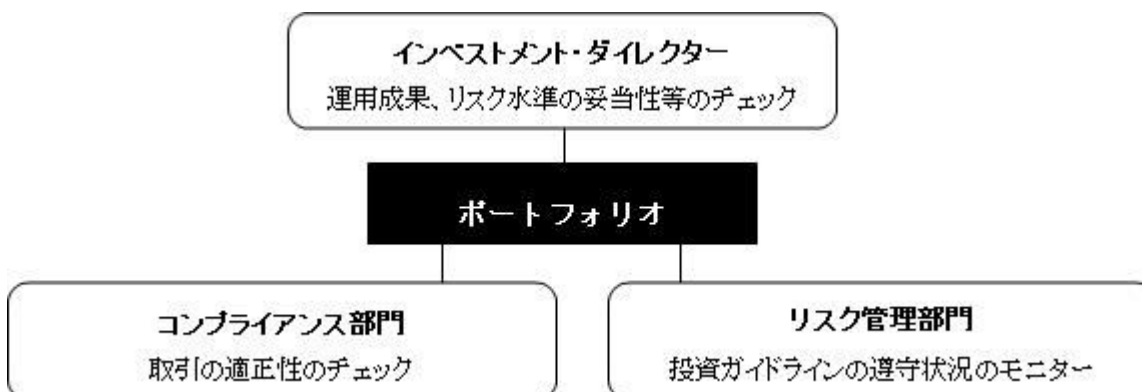 インベストメント・ダイレクター
運用成果、リスク水準の妥当性等のチェック
ポートフォリオ
コンプライアンス部門
取引の適正性のチェック
リスク管理部門
投資ガイドラインの遵守状況のモニター